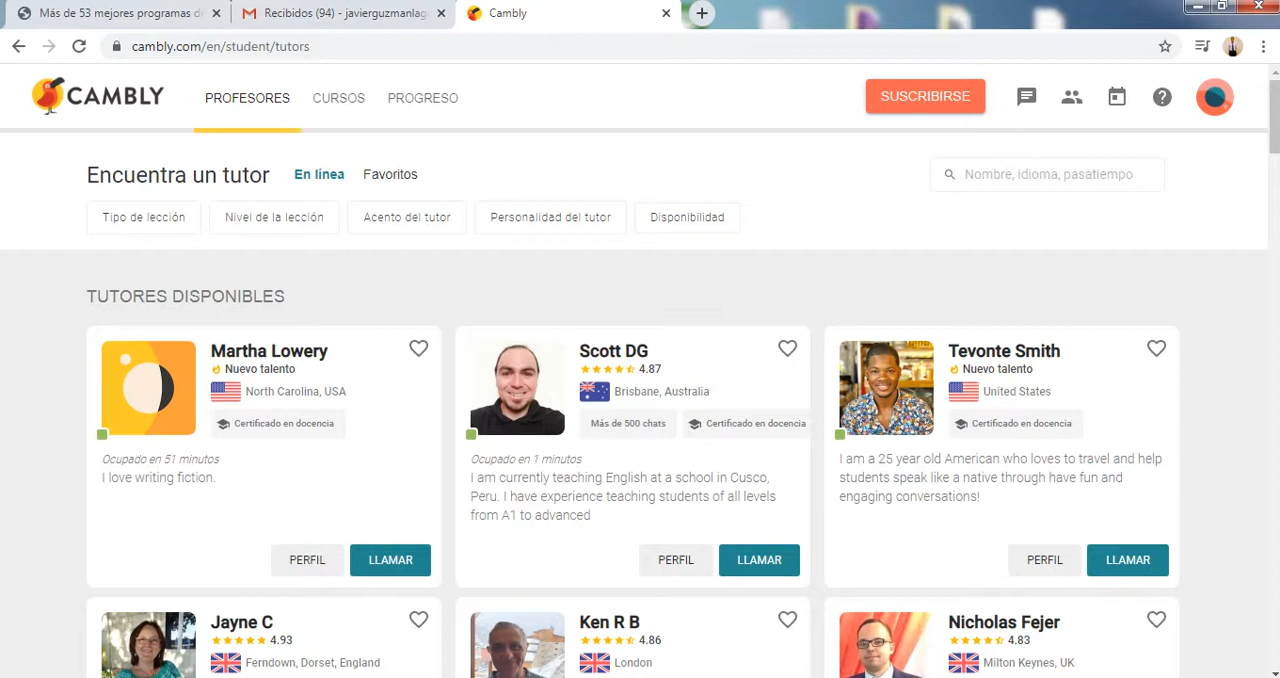 Más de 53 mejores programas de
Recibidos (94) - javierguzmanlag
Cambly
cambly.com/en/student/tutors
CAMBLY
PROFESORES
CURSOS
PROGRESO
SUSCRIBIRSE
Encuentra un tutor
En línea
Favoritos
Nombre, idioma, pasatiempo
Tipo de lección
Nivel de la lección
Acento del tutor
Personalidad del tutor
Disponibilidad
TUTORES DISPONIBLES
Martha Lowery
Nuevo talento
North Carolina, USA
Certificado en docencia
Ocupado en 51 minutos
I love writing fiction.
PERFIL
LLAMAR
Scott DG
4.87
Brisbane, Australia
Más de 500 chats
Certificado en docencia
Ocupado en 1 minutos
I am currently teaching English at a school in Cusco,
Peru. I have experience teaching students of all levels
from A1 to advanced
PERFIL
LLAMAR
Tevonte Smith
Nuevo talento
United States
Certificado en docencia
I am a 25 year old American who loves to travel and help
students speak like a native through have fun and
engaging conversations!
PERFIL
LLAMAR
Jayne C
4.93
Ferndown, Dorset, England
Ken R B
4.86
London
Nicholas Fejer
4.83
Milton Keynes, UK